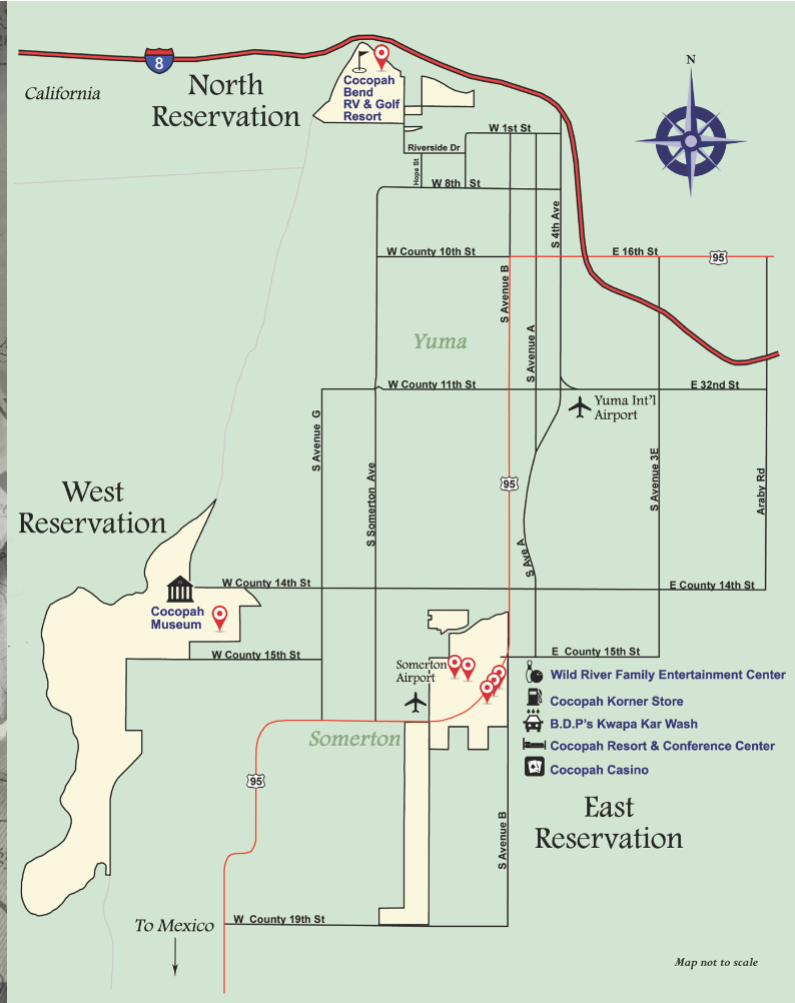 8
California
North
Reservation
Cocopah
Bend
RV & Golf
Resort
N
W 1st St
Riverside Dr
Hope St
W 8th St
S 4th Ave
W County 10th St
E 16th St
95
S Avenue B
S Avenue A
Yuma
W County 11th St
E 32nd St
Yuma Int'l
Airport
S Avenue G
S Somerton Ave
95
S Avenue 3E
Araby Rd
West
Reservation
S Ave A
W County 14th St
E County 14th St
Cocopah
Museum
W County 15th St
E County 15th St
Somerton
Airport
Wild River Family Entertainment Center
Cocopah Korner Store
B.D.P's Kwapa Kar Wash
Cocopah Resort & Conference Center
Cocopah Casino
Somerton
95
East
Reservation
S Avenue B
To Mexico
W County 19th St
Map not to scale